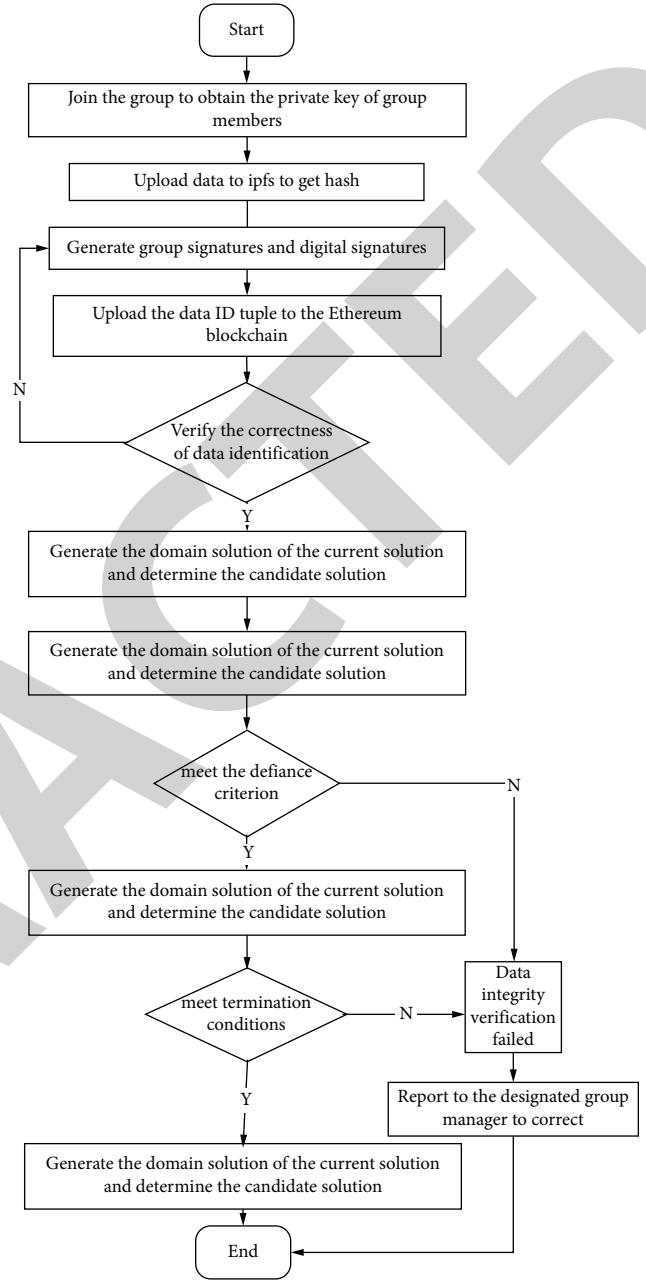 Start
Join the group to obtain the private key of group
members
Upload data to ipfs to get hash
Generate group signatures and digital signatures
Upload the data ID tuple to the Ethereum
blockchain
N
Verify the correctness
of data identification
Y
Generate the domain solution of the current solution
and determine the candidate solution
Generate the domain solution of the current solution
and determine the candidate solution
meet the defiance
criterion
N
Y
Generate the domain solution of the current solution
and determine the candidate solution
meet termination
conditions
N
Data
integrity
verification
failed
Y
Report to the designated group
manager to correct
Generate the domain solution of the current solution
and determine the candidate solution
End
ACTED